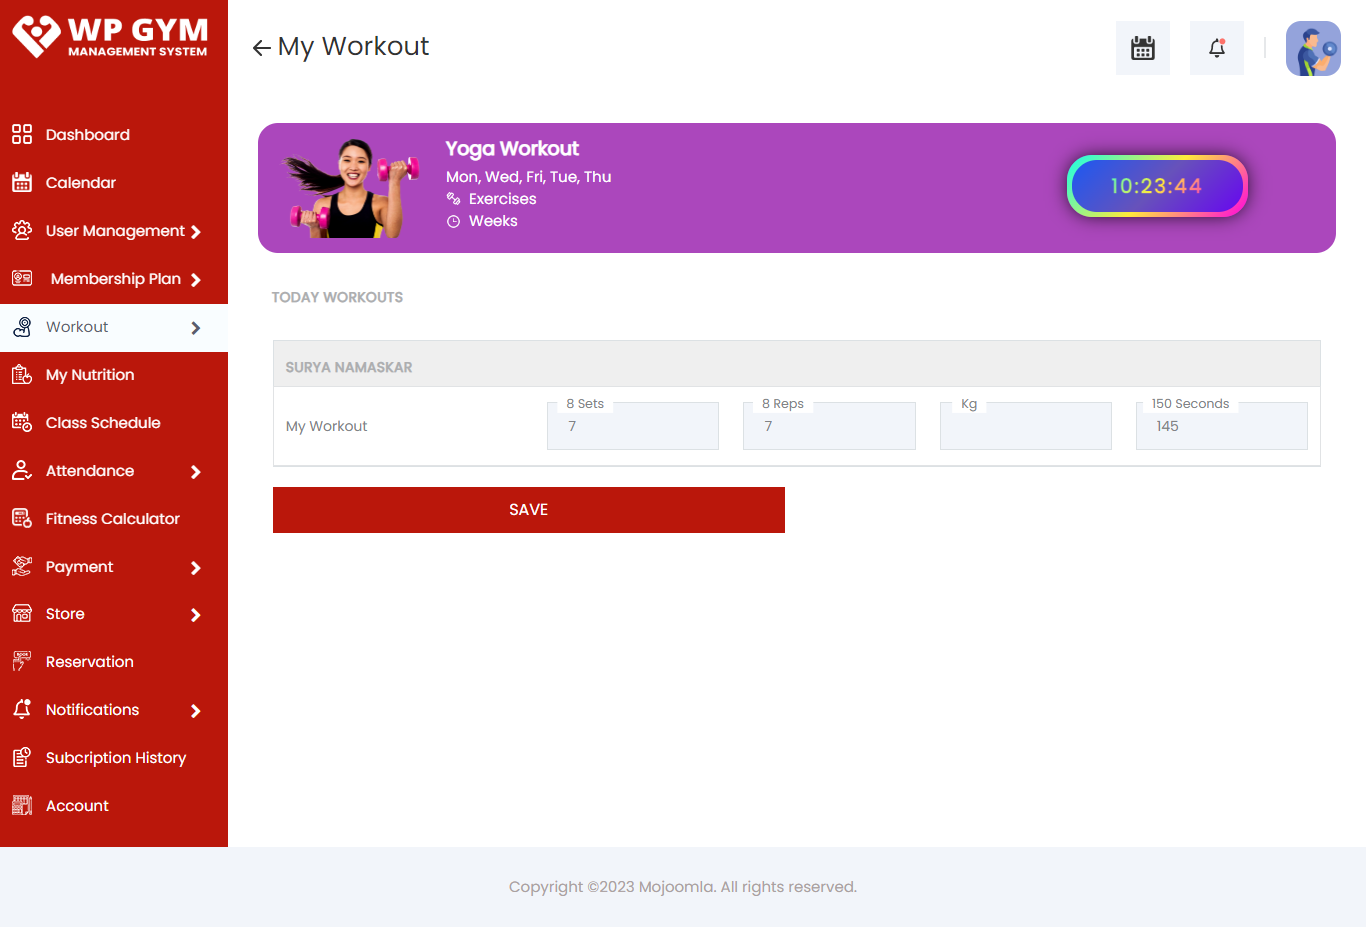 WP GYM
MANAGEMENT SYSTEM
Dashboard
Calendar
User Management
Membership Plan
Workout
My Nutrition
Class Schedule
Attendance
Fitness Calculator
Payment
Store
Reservation
Notifications
Subcription History
Account
My Workout
Yoga Workout
Mon, Wed, Fri, Tue, Thu
Exercises
Weeks
10:23:44
TODAY WORKOUTS
SURYA NAMASKAR
My Workout
8 Sets
7
8 Reps
7
Kg
150 Seconds
145
SAVE
Copyright ©2023 Mojoomla. All rights reserved.